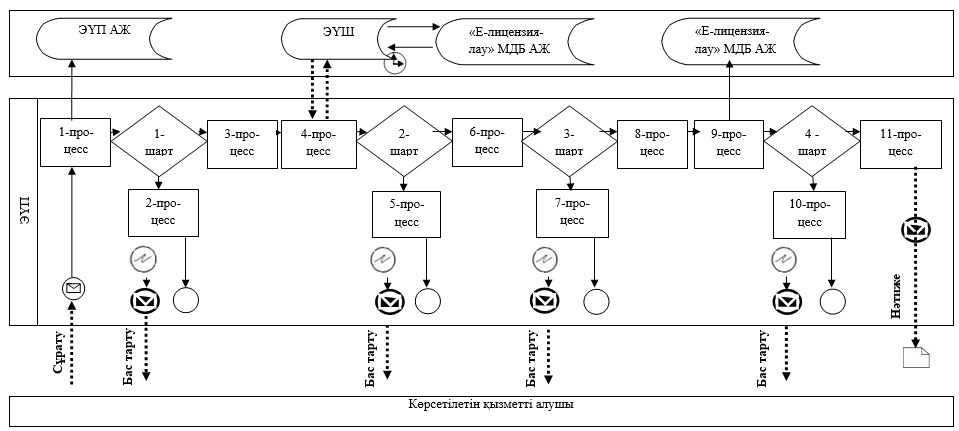 ЭҮП АЖ
ЭҮШ
«Е-лицензия-
лау» МДБ АЖ
«Е-лицензия-
лау» МДБ АЖ
ЭҮП
1-про-
цесс
1-
шарт
3-про-
цесс
4-про-
цесс
2-
шарт
6-про-
цесс
3-
шарт
8-про-
цесс
9-про-
цесс
4 -
шарт
11-про-
цесс
2-про-
цесс
5-про-
цесс
7-про-
цесс
10-про-
цесс
Сұрату
Бас тарту
Бас тарту
Бас тарту
Бас тарту
Нәтиже
Көрсетілетін қызметті алушы